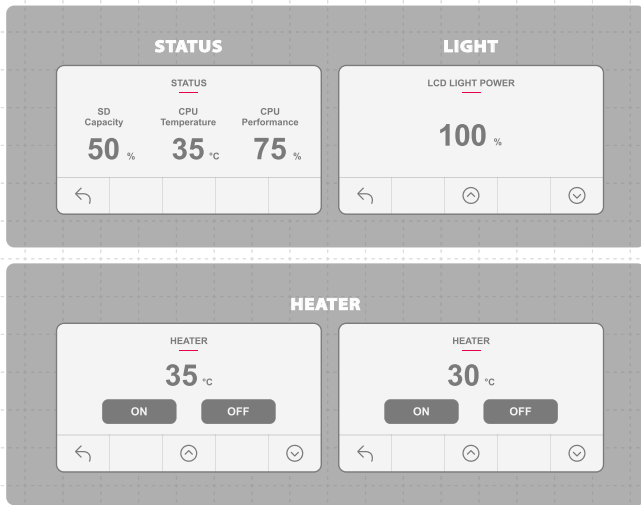 STATUS
LIGHT
STATUS
SD
Capacity
50 %
CPU
Temperature
35 °C
CPU
Performance
75 %
LCD LIGHT POWER
100 %
HEATER
HEATER
35 °C
ON
OFF
HEATER
30 °C
ON
OFF